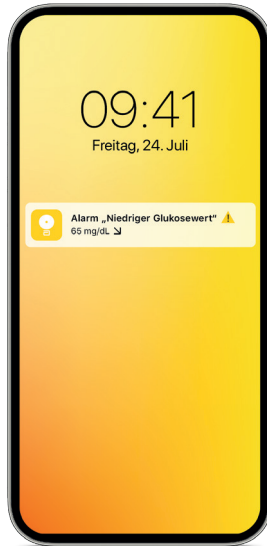 09:41
Freitag, 24. Juli
Alarm „Niedriger Glukosewert“ ⚠️
65 mg/dL ↘